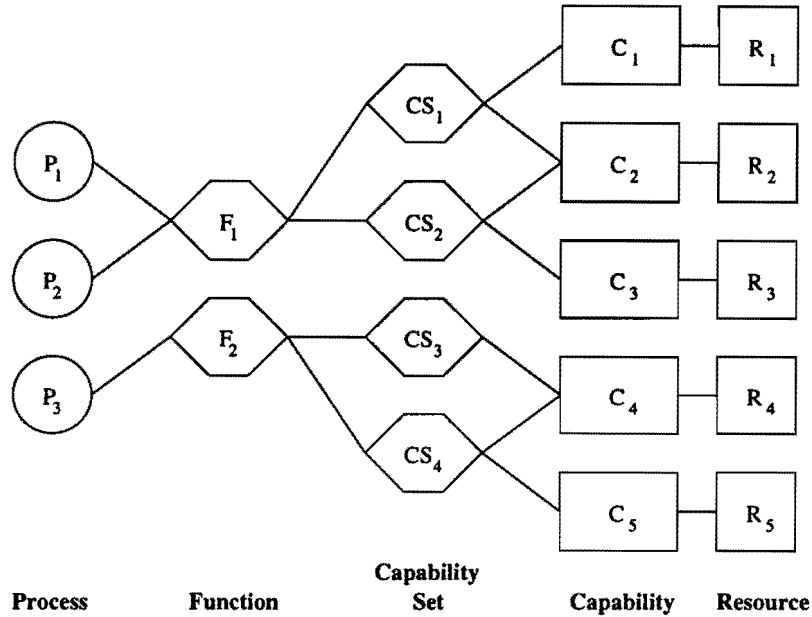 C1 R1
CS1
P1 C2 R2
F1 CS2
P2 C3 R3
F2 CS3
P3 C4 R4
CS4
C5 R5
Capability
Process Function Set Capability Resource